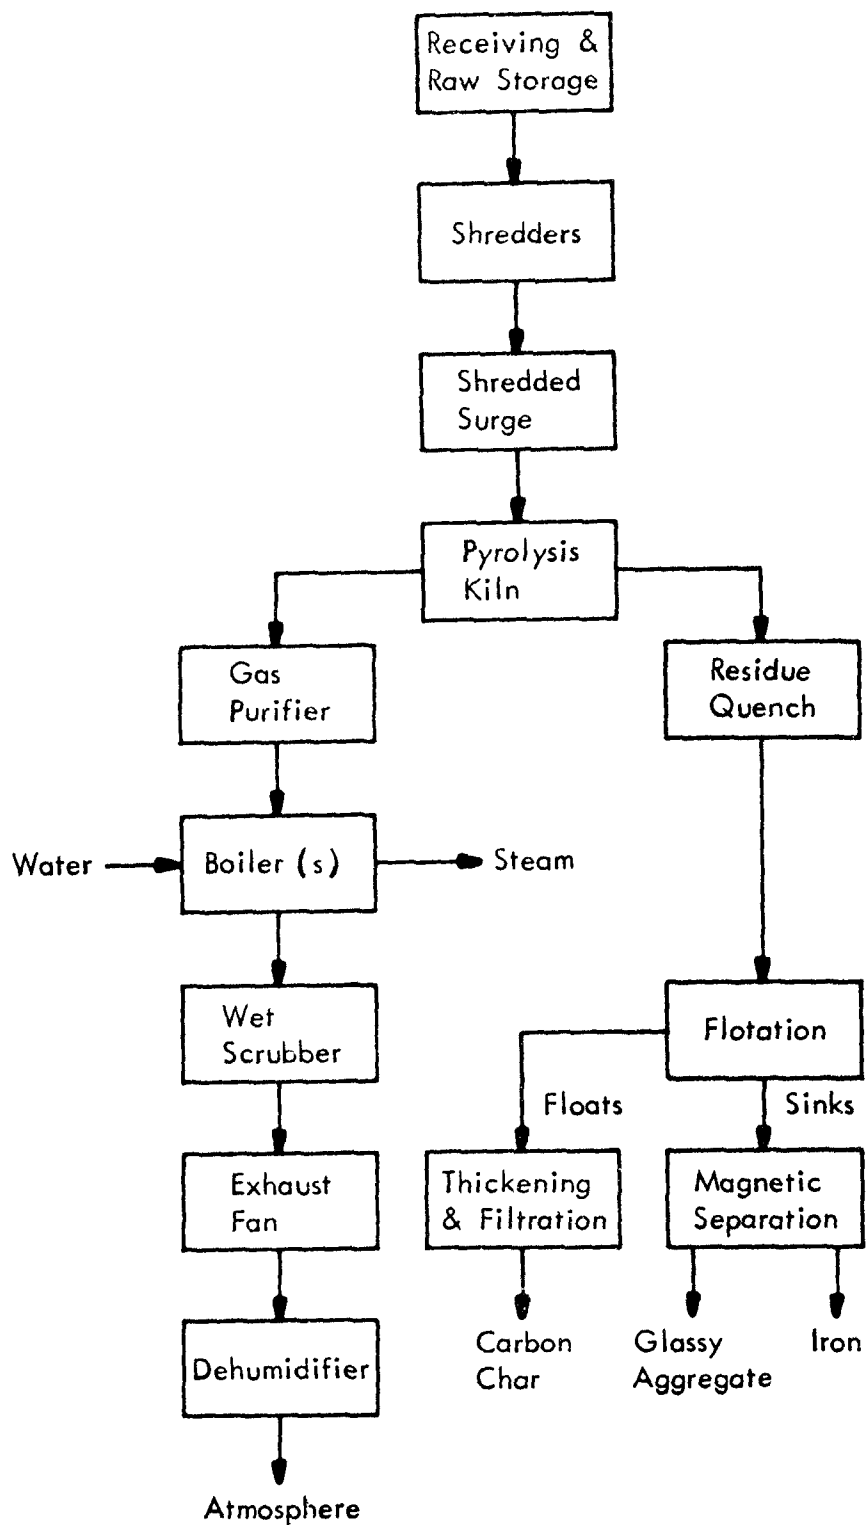 Receiving &
Raw Storage
Shredders
Shredded
Surge
Pyrolysis
Kiln
Gas
Purifier
Residue
Quench
Water
Boiler (s)
Steam
Wet
Scrubber
Flotation
Floats
Sinks
Exhaust
Fan
Thickening
& Filtration
Magnetic
Separation
Dehumidifier
Carbon
Char
Glassy
Aggregate
Iron
Atmosphere